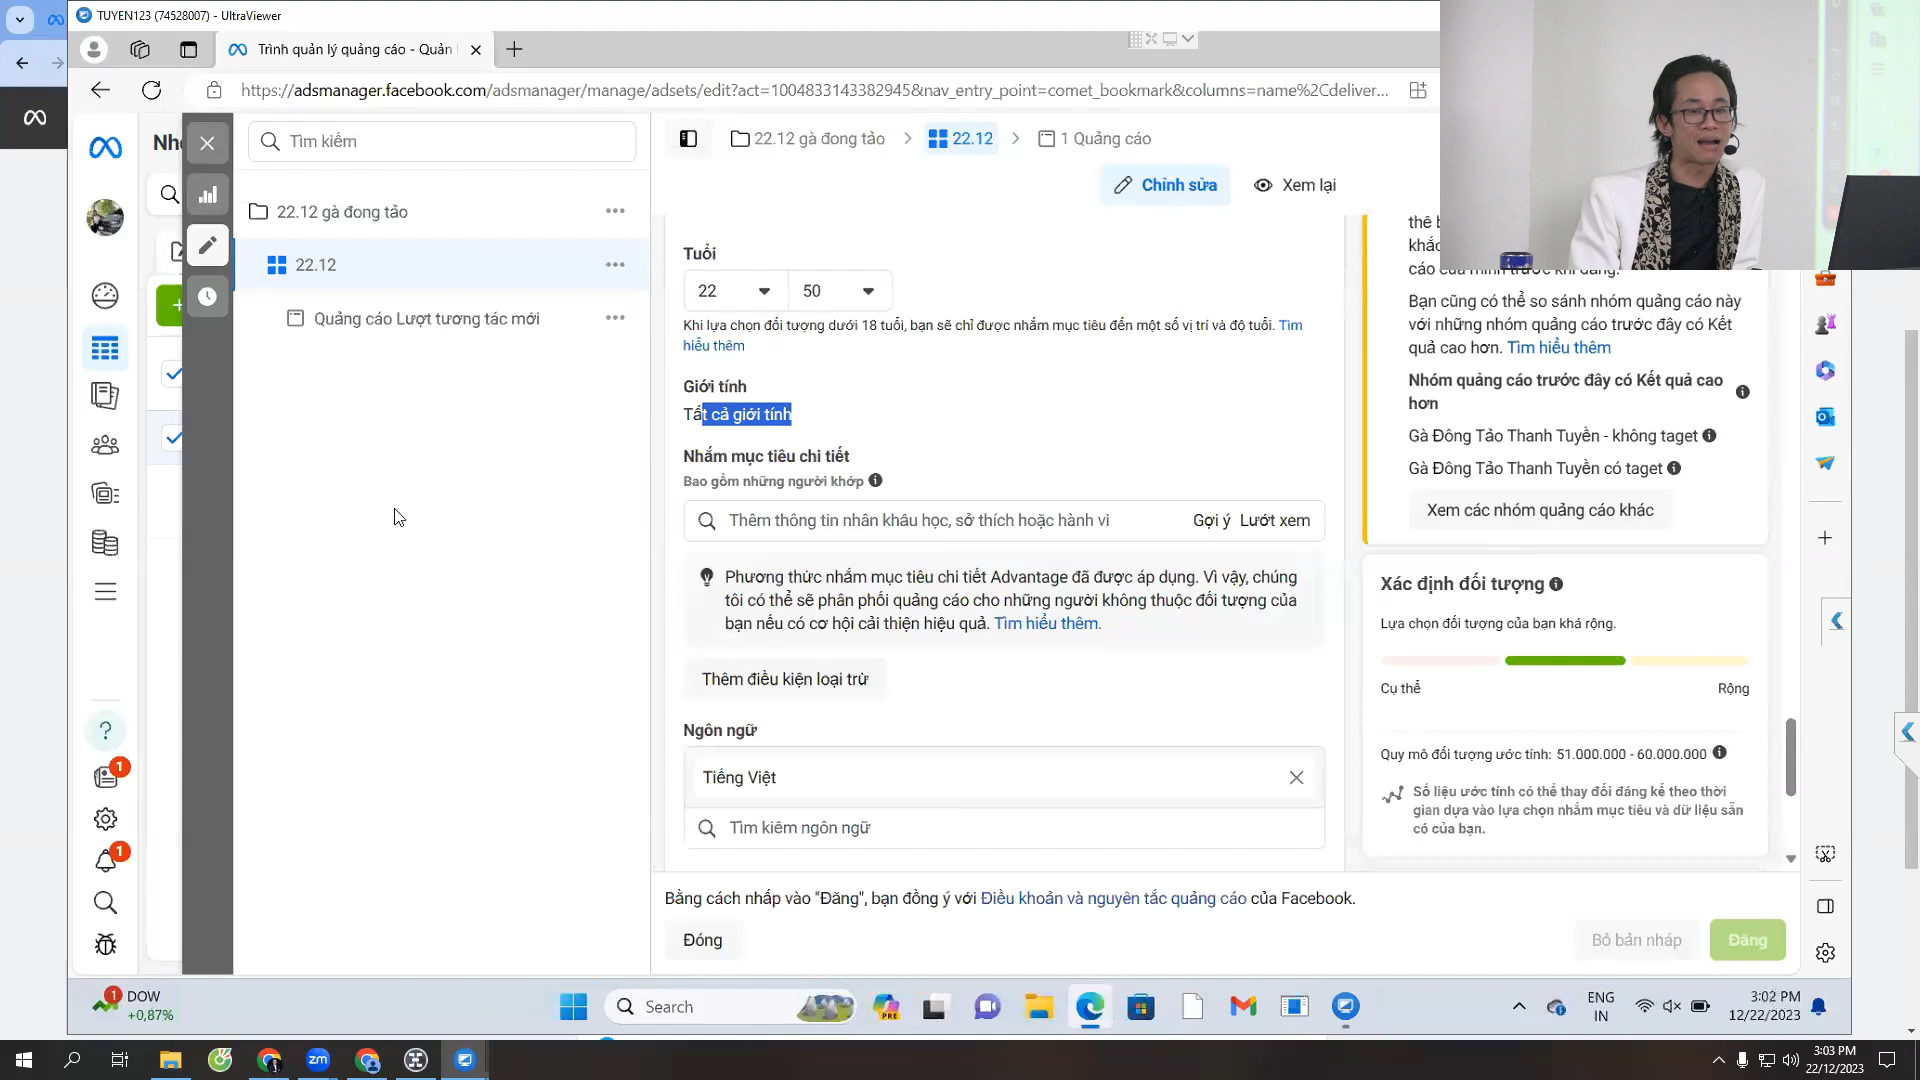 TUYEN123 (74528007) - UltraViewer
Trình quản lý quảng cáo - Quản
https://adsmanager.facebook.com/adsmanager/manage/adsets/edit?act=1004833143382945&nav_entry_point=comet_bookmark&columns=name%2Cdeliver...
Tìm kiếm
22.12 gà đong tảo
22.12
1 Quảng cáo
Chỉnh sửa
Xem lại
22.12 gà đong tảo
22.12
Quảng cáo Lượt tương tác mới
Tuổi
22
50
Khi lựa chọn đối tượng dưới 18 tuổi, bạn sẽ chỉ được nhắm mục tiêu đến một số vị trí và độ tuổi. Tìm
hiểu thêm
Giới tính
Tất cả giới tính
Nhắm mục tiêu chi tiết
Bao gồm những người khớp
Thêm thông tin nhân khẩu học, sở thích hoặc hành vi
Gợi ý
Lướt xem
Phương thức nhắm mục tiêu chi tiết Advantage đã được áp dụng. Vì vậy, chúng
tôi có thể sẽ phân phối quảng cáo cho những người không thuộc đối tượng của
bạn nếu có cơ hội cải thiện hiệu quả. Tìm hiểu thêm.
Thêm điều kiện loại trừ
Ngôn ngữ
Tiếng Việt
Tìm kiếm ngôn ngữ
Bạn cũng có thể so sánh nhóm quảng cáo này
với những nhóm quảng cáo trước đây có Kết
quả cao hơn. Tìm hiểu thêm
Nhóm quảng cáo trước đây có Kết quả cao
hơn
Gà Đông Tảo Thanh Tuyền - không taget
Gà Đông Tảo Thanh Tuyền có taget
Xem các nhóm quảng cáo khác
Xác định đối tượng
Lựa chọn đối tượng của bạn khá rộng.
Cụ thể
Rộng
Quy mô đối tượng ước tính: 51.000.000 - 60.000.000
Số liệu ước tính có thể thay đổi đáng kể theo thời
gian dựa vào lựa chọn nhắm mục tiêu và dữ liệu sẵn
có của bạn.
Bằng cách nhấp vào "Đăng", bạn đồng ý với Điều khoản và nguyên tắc quảng cáo của Facebook.
Đóng
Bỏ bản nháp
Đăng
1
1
1
DOW
+0,87%
Search
PRE
ENG
IN
3:02 PM
12/22/2023
zm
3:03 PM
22/12/2023